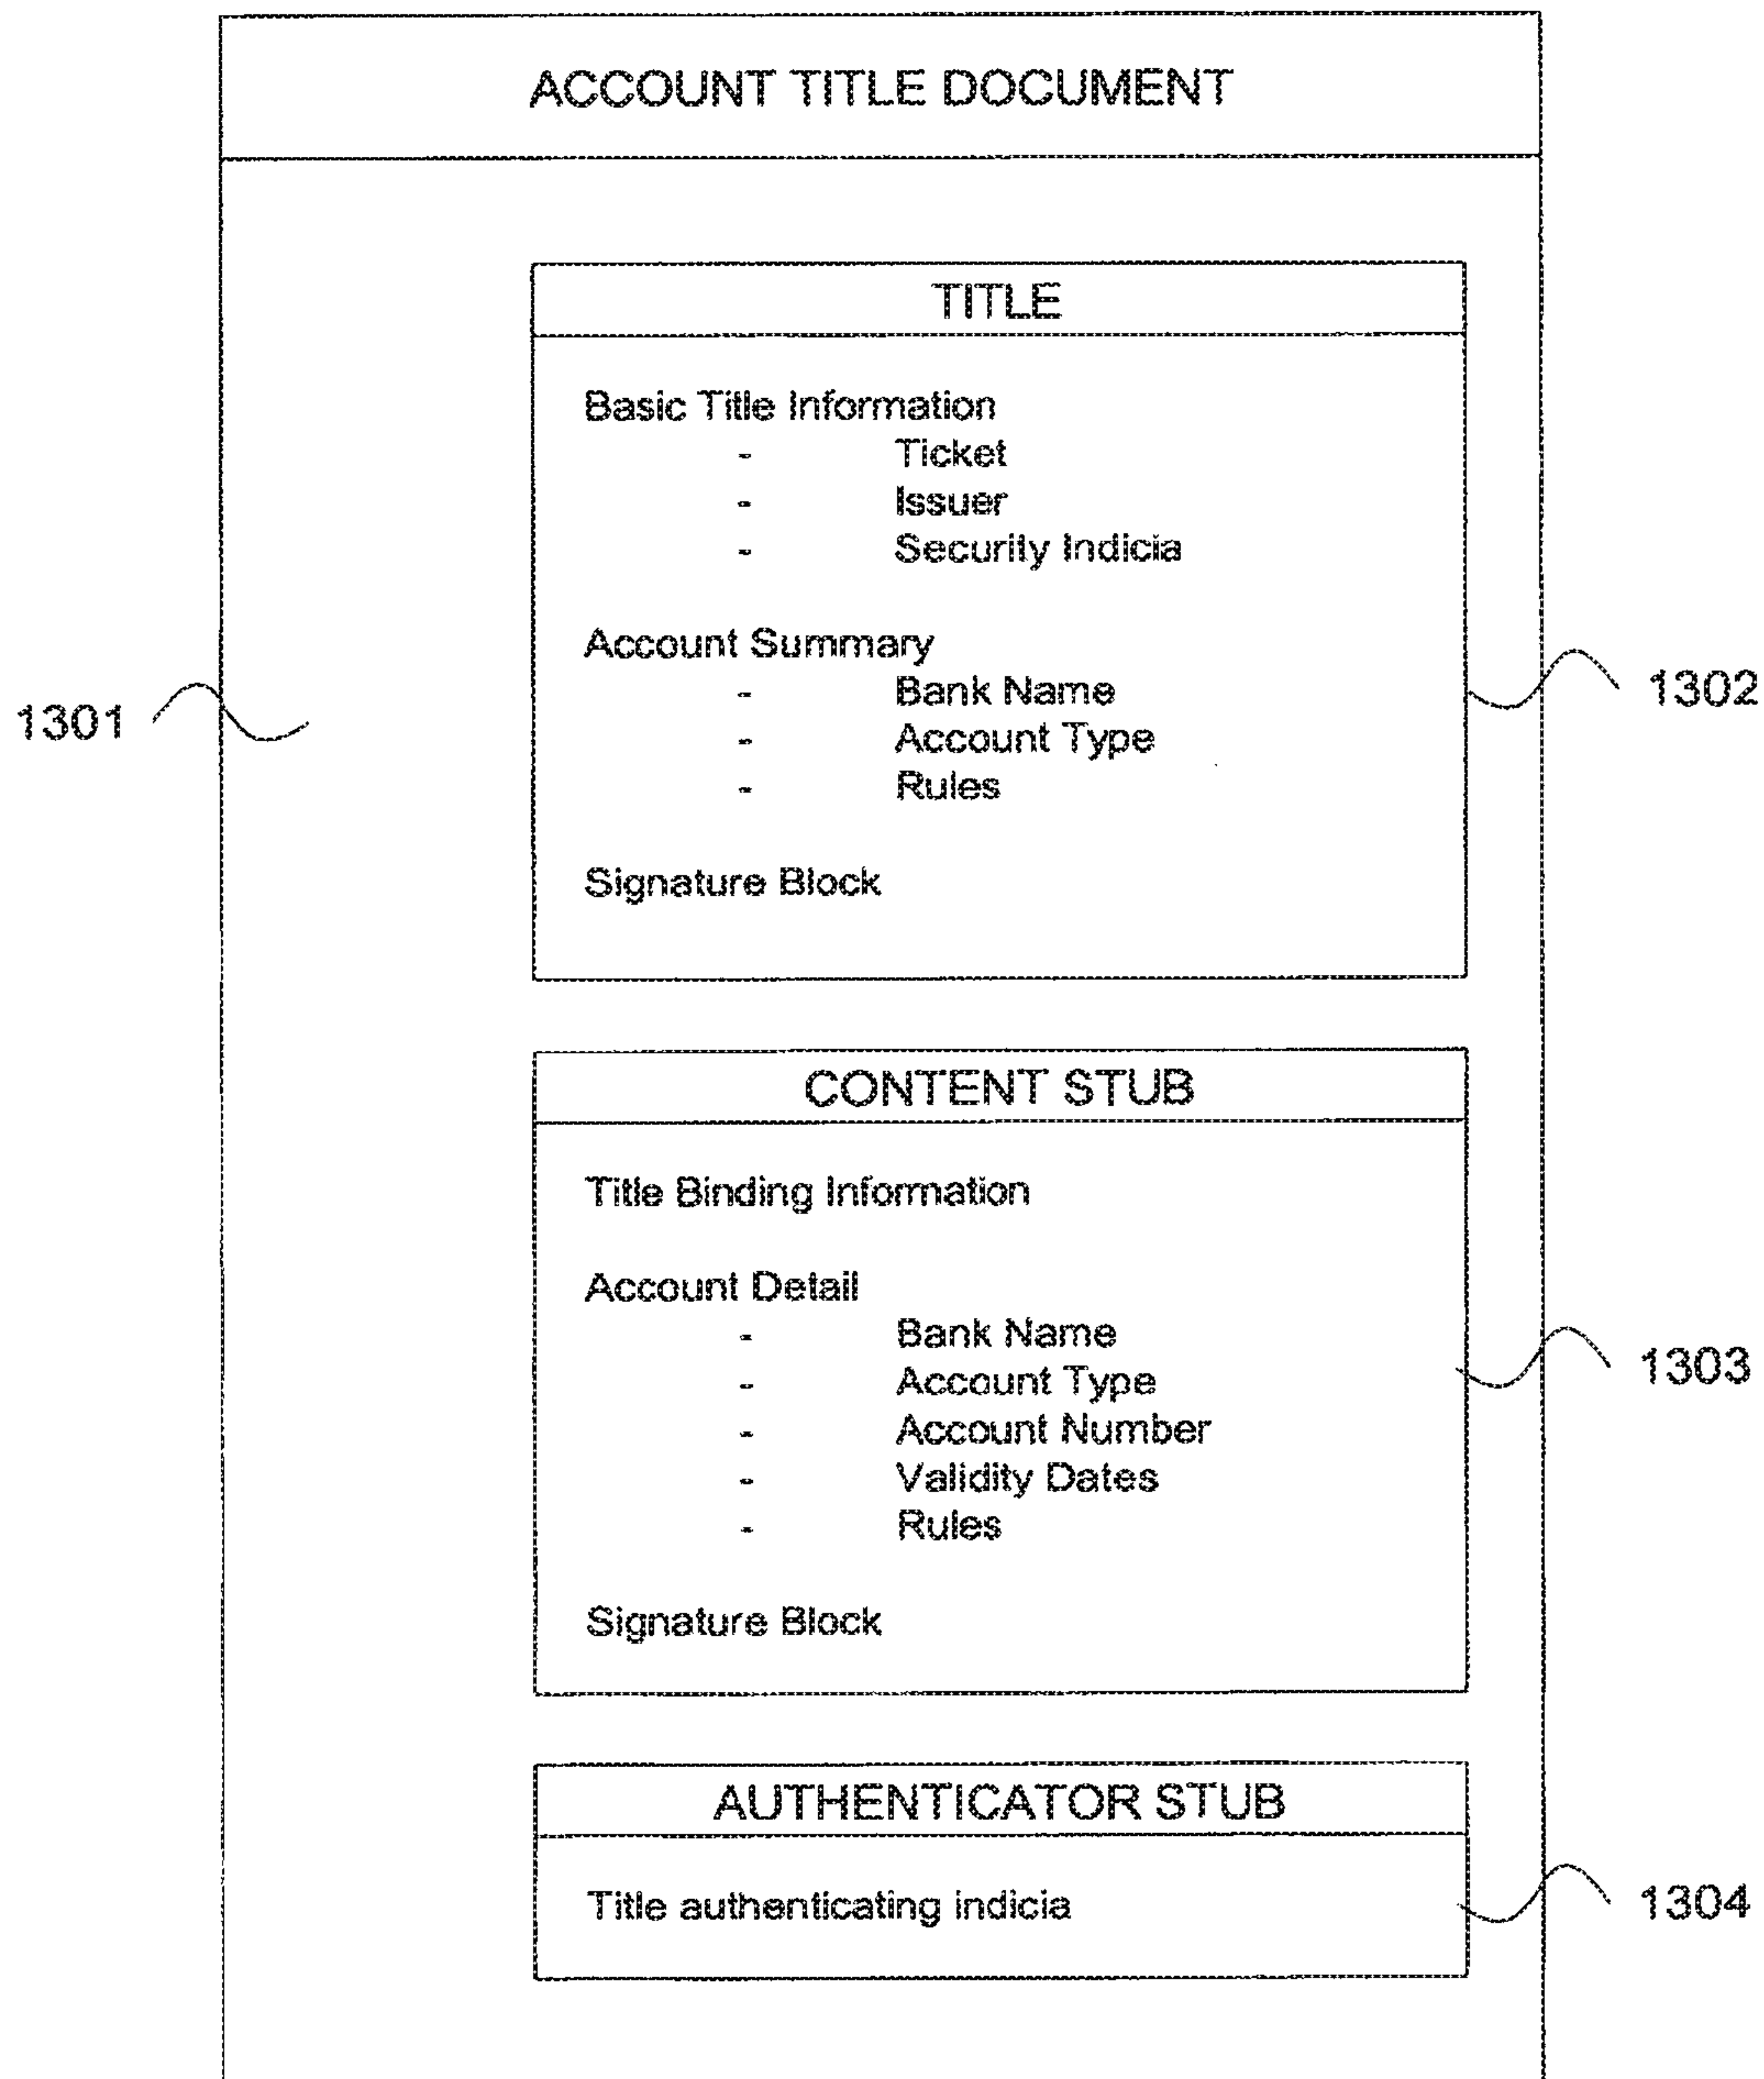 ACCOUNT TITLE DOCUMENT
TITLE
Basic Title Information
- Ticket
- Issuer
- Security Indicia
Account Summary
- Bank Name
- Account Type
- Rules
Signature Block
1301
1302
CONTENT STUB
Title Binding Information
Account Detail
- Bank Name
- Account Type
- Account Number
- Validity Dates
- Rules
Signature Block
1303
AUTHENTICATOR STUB
Title authenticating indicia
1304